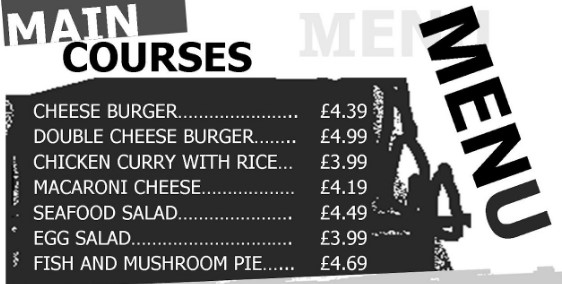 MAIN
COURSES
MENU
MENU
CHEESE BURGER...................... £4.39
DOUBLE CHEESE BURGER........ £4.99
CHICKEN CURRY WITH RICE... £3.99
MACARONI CHEESE.................. £4.19
SEAFOOD SALAD...................... £4.49
EGG SALAD.............................. £3.99
FISH AND MUSHROOM PIE...... £4.69